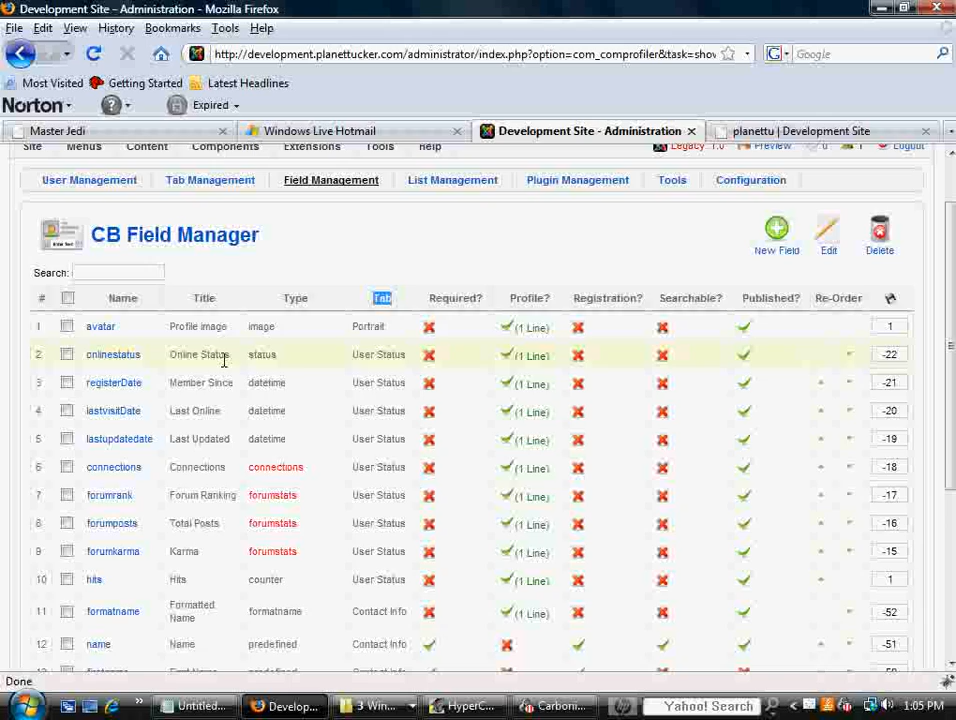 Development Site - Administration - Mozilla Firefox
File Edit View History Bookmarks Tools Help
http://development.planettucker.com/administrator/index.php?option=com_comprofiler&task=shov
Google
Most Visited Getting Started Latest Headlines
Norton Expired
Master Jedi Windows Live Hotmail Development Site - Administration planettu | Development Site
Site Menus Content Components Extensions Tools Help Legacy: 1.0 Preview 0 1 Logout
User Management Tab Management Field Management List Management Plugin Management Tools Configuration
CB Field Manager
New Field Edit Delete
Search:
# Name Title Type Tab Required? Profile? Registration? Searchable? Published? Re-Order
1 avatar Profile image image Portrait (1 Line) 1
2 onlinestatus Online Status status User Status (1 Line) -22
3 registerDate Member Since datetime User Status (1 Line) -21
4 lastvisitDate Last Online datetime User Status (1 Line) -20
5 lastupdatedate Last Updated datetime User Status (1 Line) -19
6 connections Connections connections User Status (1 Line) -18
7 forumrank Forum Ranking forumstats User Status (1 Line) -17
8 forumposts Total Posts forumstats User Status (1 Line) -16
9 forumkarma Karma forumstats User Status (1 Line) -15
10 hits Hits counter User Status (1 Line) 1
11 formatname Formatted Name formatname Contact Info (1 Line) -52
12 name Name predefined Contact Info -51
Done
Untitled... Develop... 3 Win... HyperC... Carboni... Yahoo! Search 1:05 PM